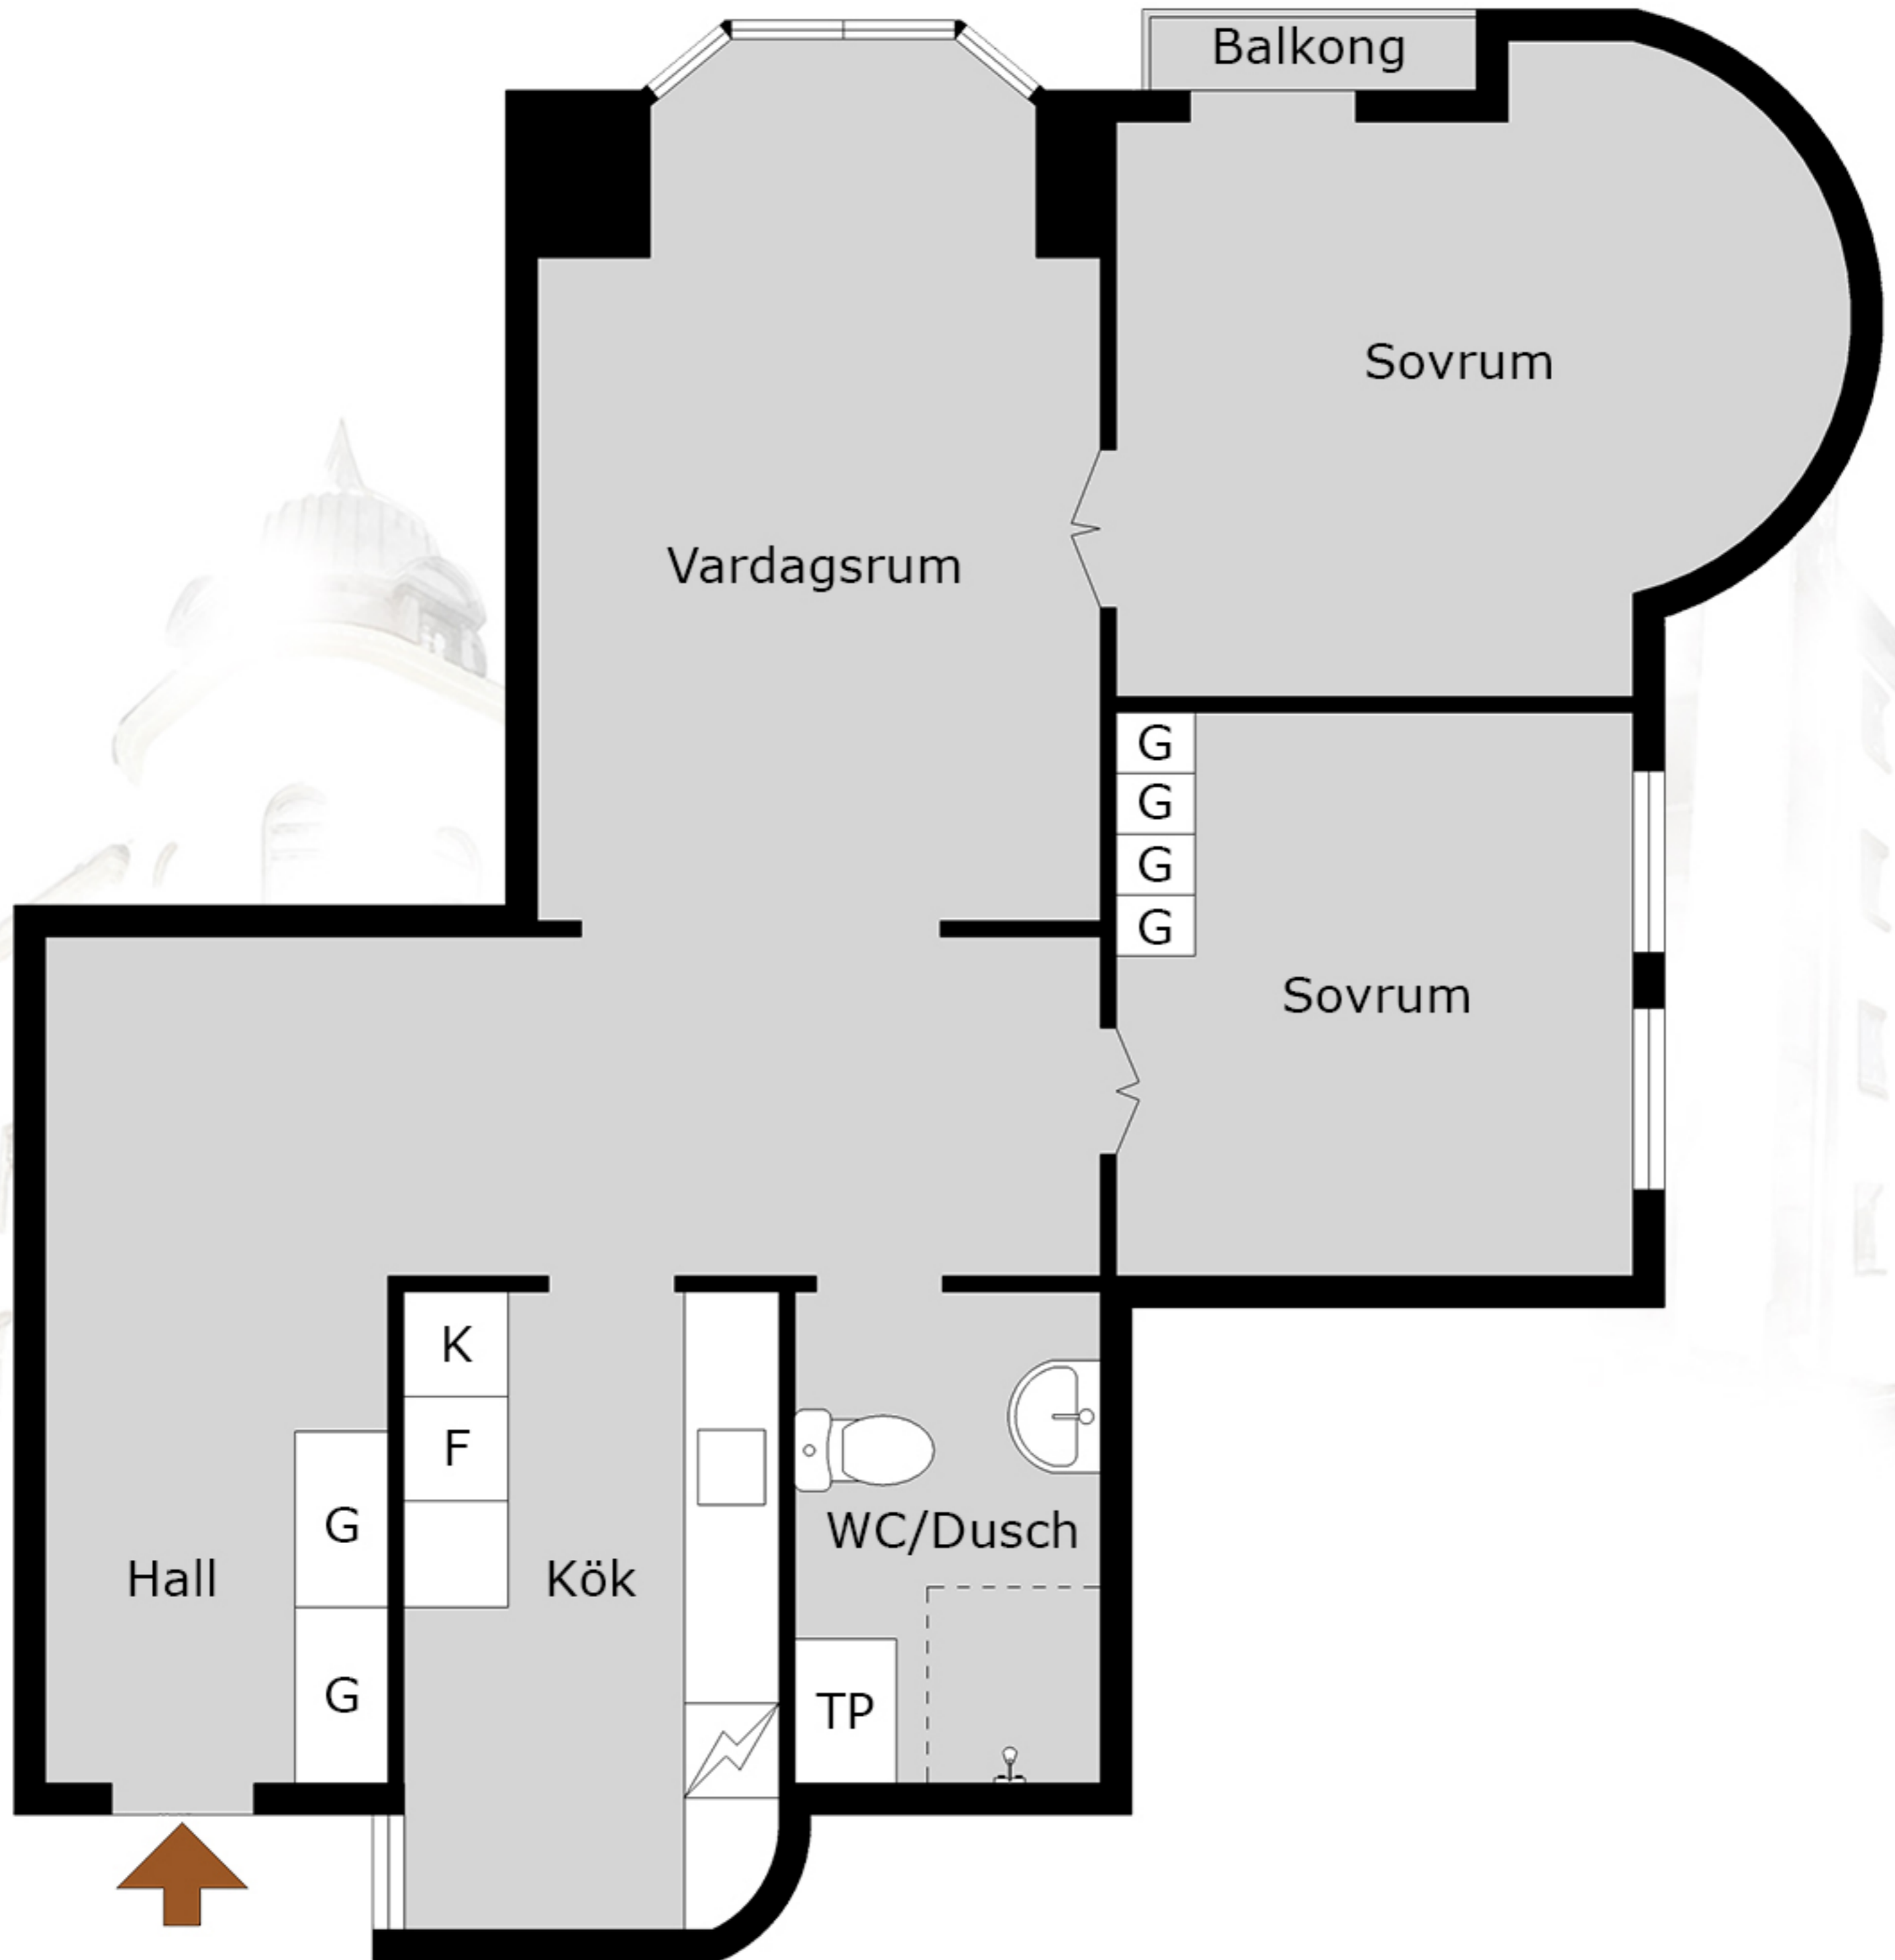 Balkong
Sovrum
Vardagsrum
G
G
G
G
Sovrum
K
F
G
Hall
Kök
WC/Dusch
G
TP